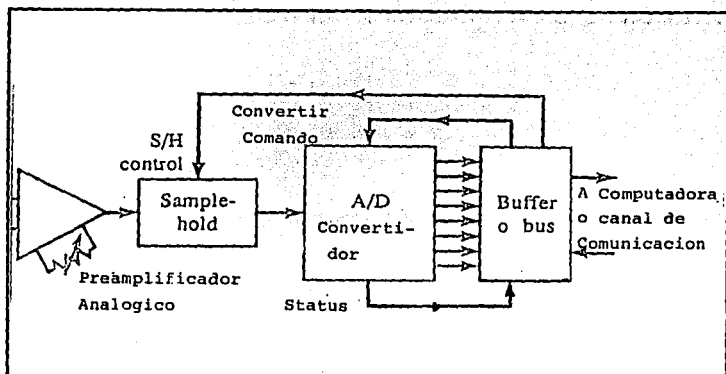 Convertir
Comando
S/H
control
Sample-
hold
A/D
Converti-
dor
Buffer
o bus
A Computadora
o canal de
Comunicacion
Preamplificador
Analogico
Status